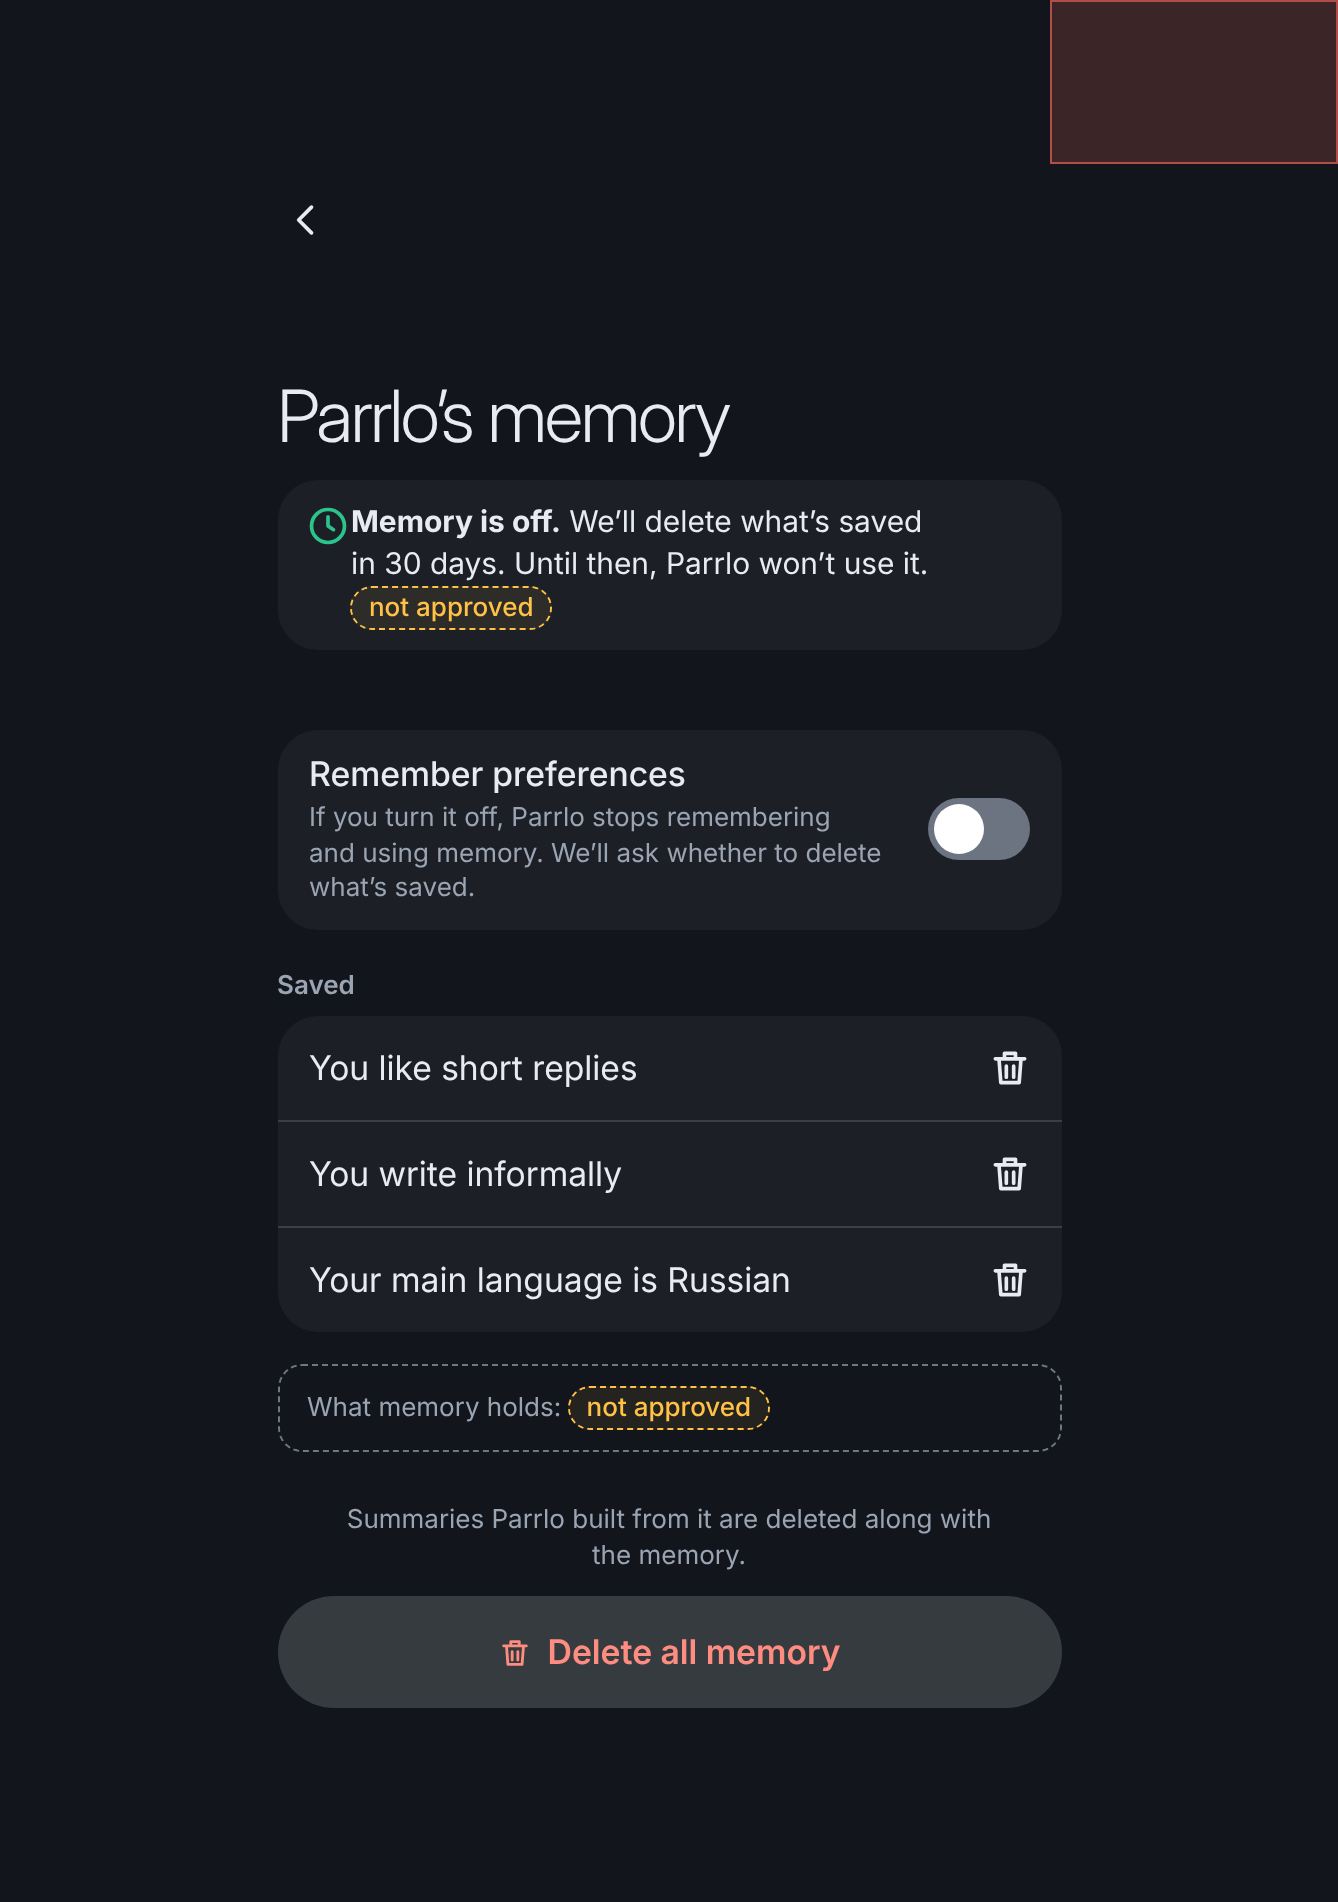 Parrlo’s memory
Memory is off. We’ll delete what’s saved
in 30 days. Until then, Parrlo won’t use it.
not approved
Remember preferences
If you turn it off, Parrlo stops remembering
and using memory. We’ll ask whether to delete
what’s saved.
Saved
You like short replies
You write informally
Your main language is Russian
What memory holds: not approved
Summaries Parrlo built from it are deleted along with
the memory.
Delete all memory